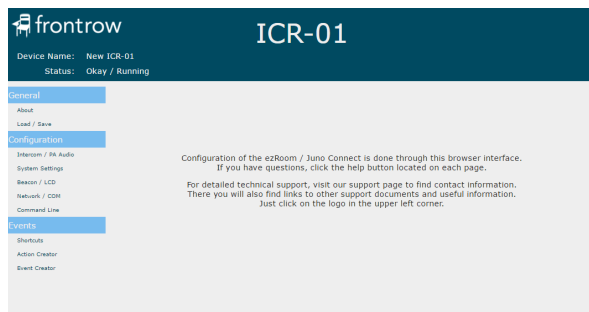 frontrow
ICR-01
Device Name: New ICR-01
Status: Okay / Running
General
About
Load / Save
Configuration
Intercom / PA Audio
System Settings
Beacon / LCD
Network / COM
Command Line
Events
Shortcuts
Action Creator
Event Creator
Configuration of the ezRoom / Juno Connect is done through this browser interface.
If you have questions, click the help button located on each page.
For detailed technical support, visit our support page to find contact information.
There you will also find links to other support documents and useful information.
Just click on the logo in the upper left corner.